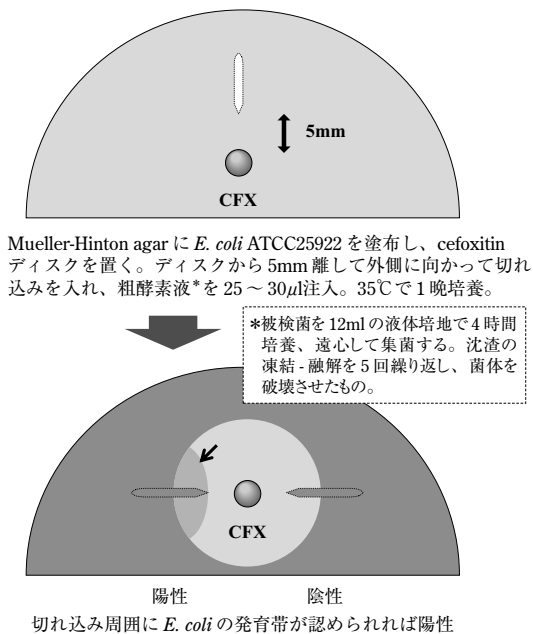 5mm
CFX
Mueller-Hinton agar に E. coli ATCC25922 を塗布し、cefoxitin
ディスクを置く。ディスクから 5mm 離して外側に向かって切れ
込みを入れ、粗酵素液*を 25 〜 30μl注入。35℃で 1 晩培養。
*被検菌を 12ml の液体培地で 4 時間
培養、遠心して集菌する。沈渣の
凍結 - 融解を 5 回繰り返し、菌体を
破壊させたもの。
CFX
陽性 陰性
切れ込み周囲に E. coli の発育帯が認められれば陽性